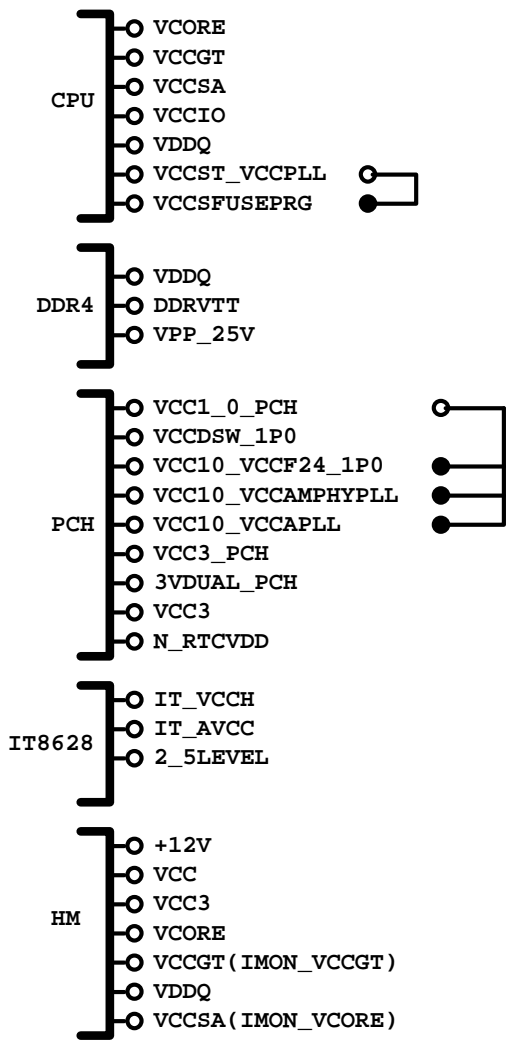 VCORE
VCCGT
VCCSA
CPU
VCCIO
VDDQ
VCCST_VCCPLL
VCCSFUSEPRG
VDDQ
DDR4
DDRVTT
VPP_25V
VCC1_0_PCH
VCCDSW_1P0
VCC10_VCCF24_1P0
VCC10_VCCAMPHYPLL
PCH
VCC10_VCCAPLL
VCC3_PCH
3VDUAL_PCH
VCC3
N_RTCVDD
IT_VCCH
IT_AVCC
IT8628
2_5LEVEL
+12V
VCC
VCC3
HM
VCORE
VCCGT(IMON_VCCGT)
VDDQ
VCCSA(IMON_VCORE)